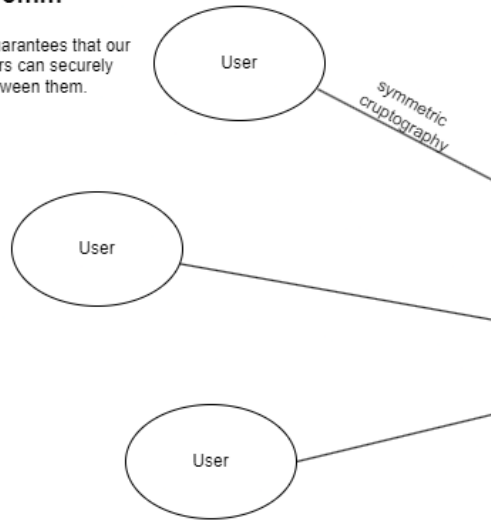 arantees that our
rs can securely
ween them.
User
symmetric
cruptography
User
User